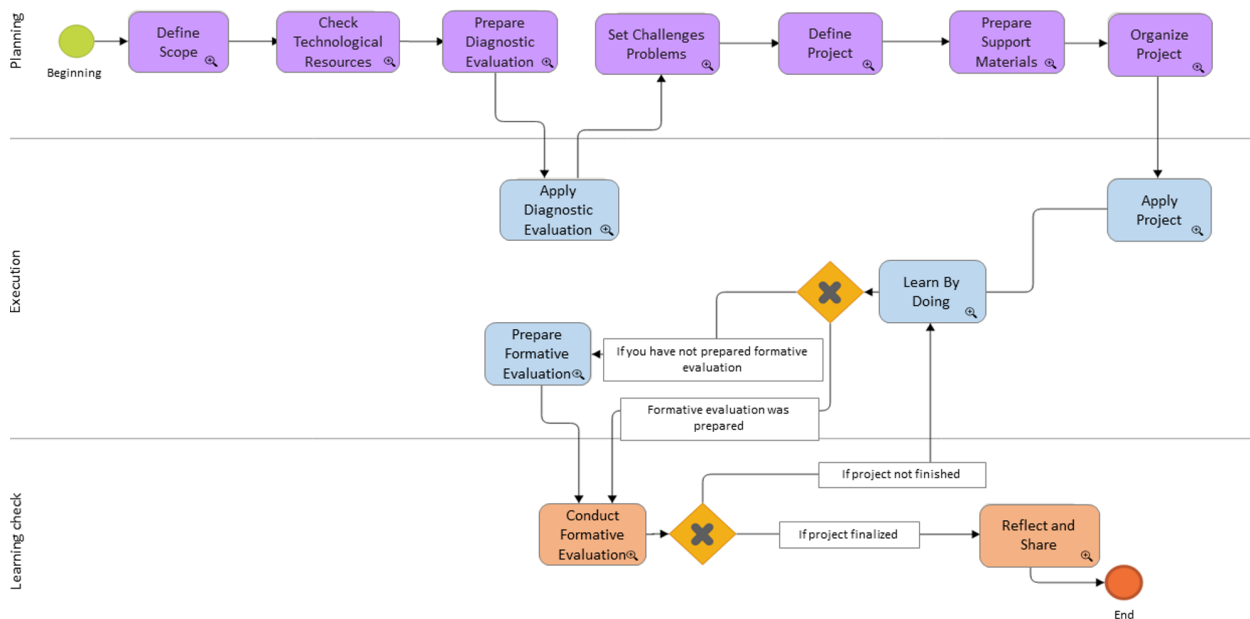 Planning
Beginning
Define
Scope
Check
Technological
Resources
Prepare
Diagnostic
Evaluation
Set Challenges
Problems
Define
Project
Prepare
Support
Materials
Organize
Project
Execution
Apply
Diagnostic
Evaluation
Apply
Project
Learn By
Doing
Prepare
Formative
Evaluation
If you have not prepared formative
evaluation
Formative evaluation was
prepared
Learning check
If project not finished
Conduct
Formative
Evaluation
If project finalized
Reflect and
Share
End